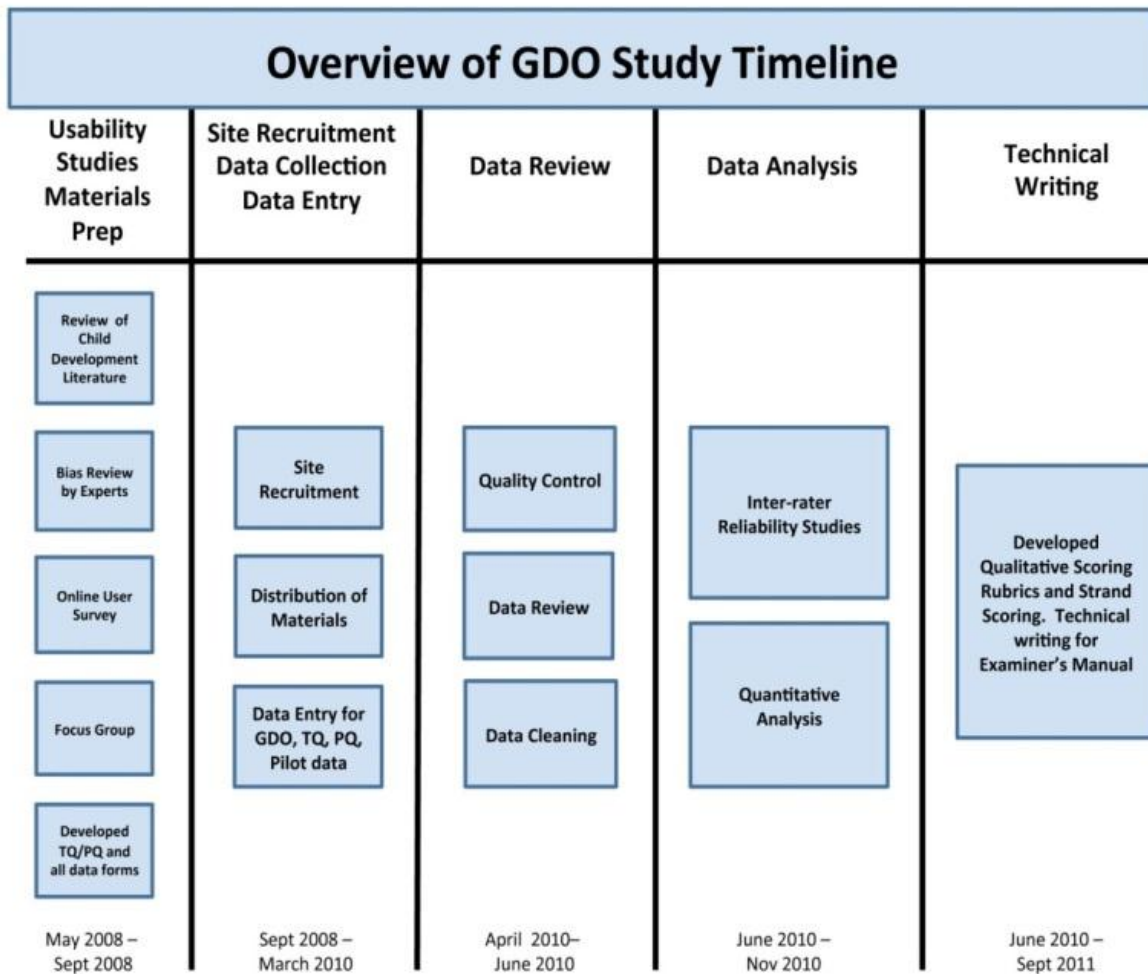 Overview of GDO Study Timeline
Usability
Studies
Materials
Prep
Site Recruitment
Data Collection
Data Entry
Data Review
Data Analysis
Technical
Writing
Review of
Child
Development
Literature
Bias Review
by Experts
Online User
Survey
Focus Group
Developed
TQ/PQ and
all data forms
Site
Recruitment
Distribution of
Materials
Data Entry for
GDO, TQ, PQ,
Pilot data
Quality Control
Data Review
Data Cleaning
Inter-rater
Reliability Studies
Quantitative
Analysis
Developed
Qualitative Scoring
Rubrics and Strand
Scoring. Technical
writing for
Examiner's Manual
May 2008 –
Sept 2008
Sept 2008 –
March 2010
April 2010–
June 2010
June 2010 –
Nov 2010
June 2010 –
Sept 2011